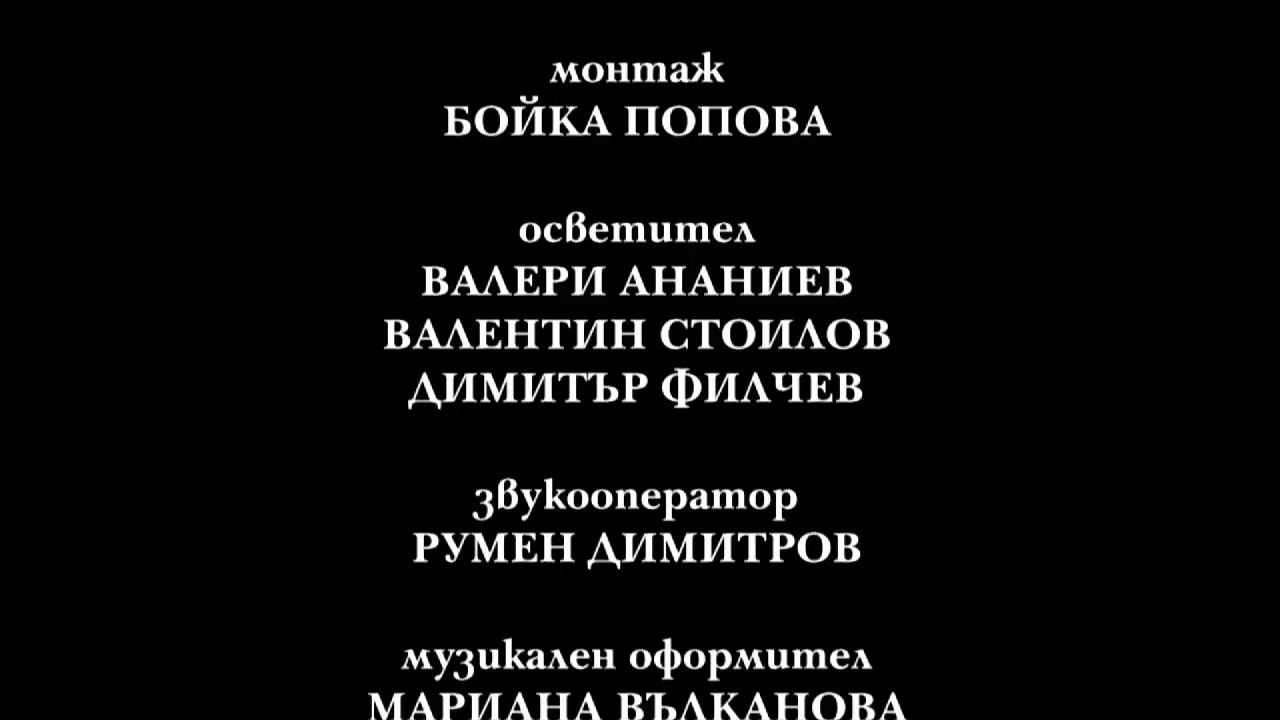 монтаж
БОЙКА ПОПОВА
осветител
ВАЛЕРИ АНАНИЕВ
ВАЛЕНТИН СТОИЛОВ
ДИМИТЪР ФИЛЧЕВ
звукооператор
РУМЕН ДИМИТРОВ
музикален оформител
МАРИАНА ВЪЛКАНОВА